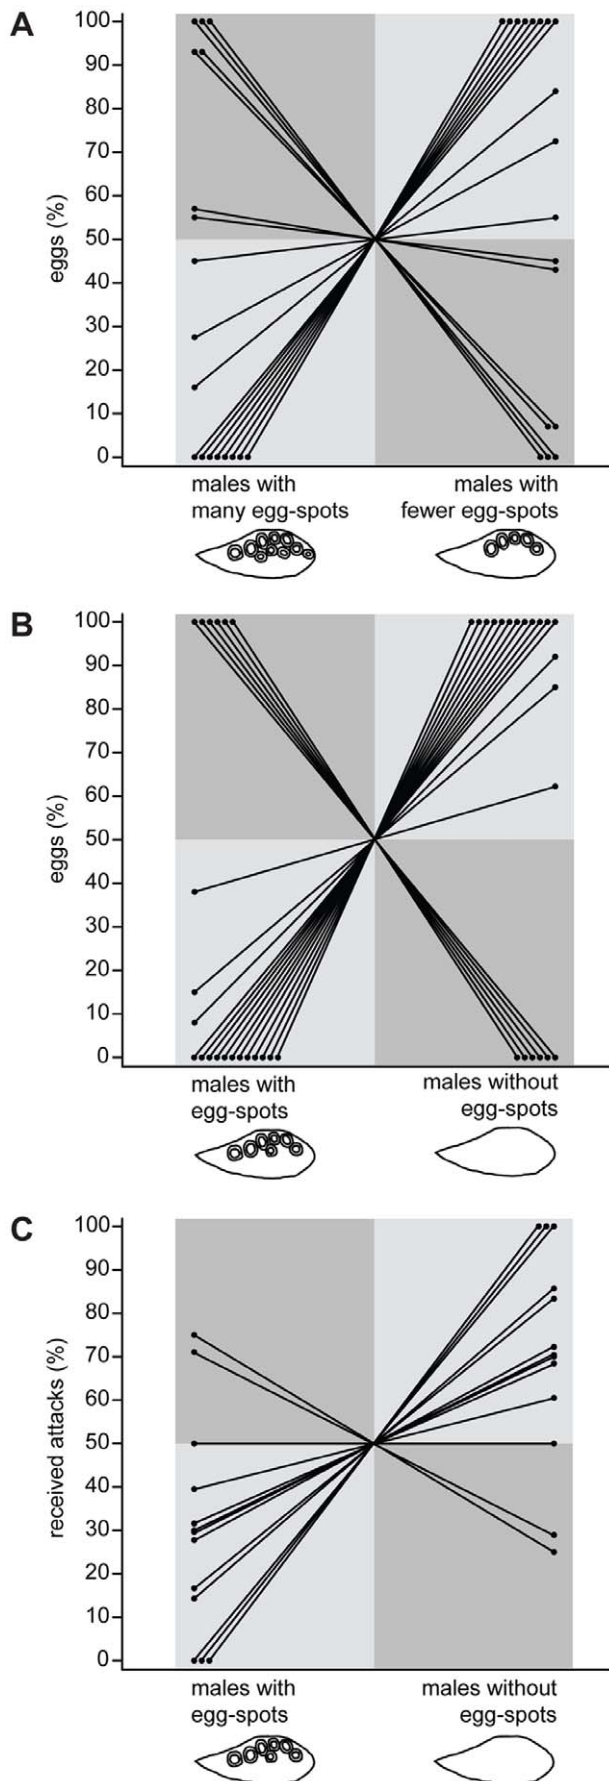 A
100
90
80
70
60
50
40
30
20
10
0
eggs (%)
males with
many egg-spots
males with
fewer egg-spots
B
100
90
80
70
60
50
40
30
20
10
0
eggs (%)
males with
egg-spots
males without
egg-spots
C
100
90
80
70
60
50
40
30
20
10
0
received attacks (%)
males with
egg-spots
males without
egg-spots